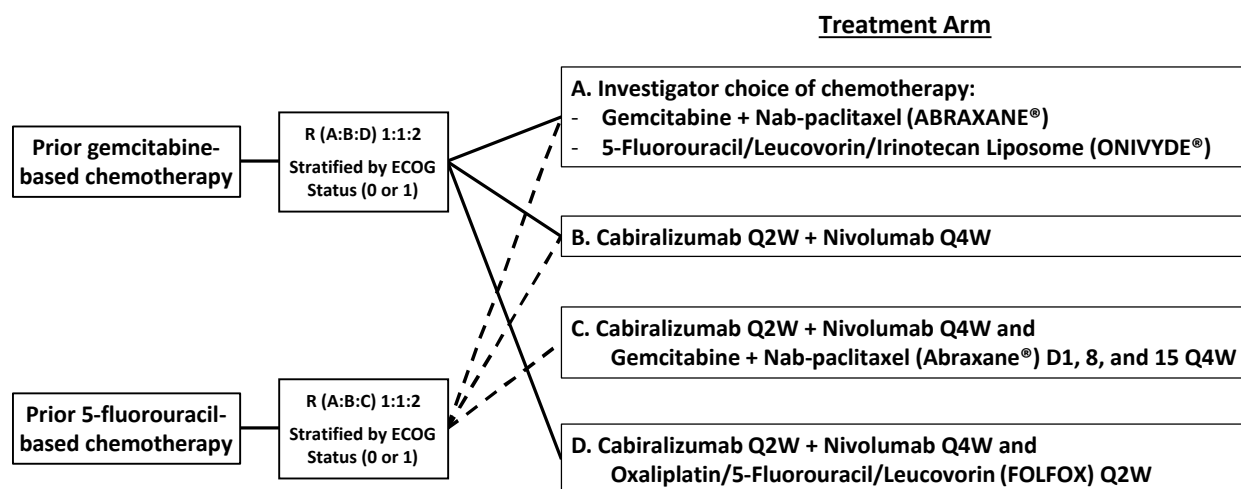 Treatment Arm
Prior gemcitabine-
based chemotherapy
R (A:B:D) 1:1:2
Stratified by ECOG
Status (0 or 1)
Prior 5-fluorouracil-
based chemotherapy
R (A:B:C) 1:1:2
Stratified by ECOG
Status (0 or 1)
A. Investigator choice of chemotherapy:
- Gemcitabine + Nab-paclitaxel (ABRAXANE®)
- 5-Fluorouracil/Leucovorin/Irinotecan Liposome (ONIVYDE®)
B. Cabiralizumab Q2W + Nivolumab Q4W
C. Cabiralizumab Q2W + Nivolumab Q4W and
Gemcitabine + Nab-paclitaxel (Abraxane®) D1, 8, and 15 Q4W
D. Cabiralizumab Q2W + Nivolumab Q4W and
Oxaliplatin/5-Fluorouracil/Leucovorin (FOLFOX) Q2W